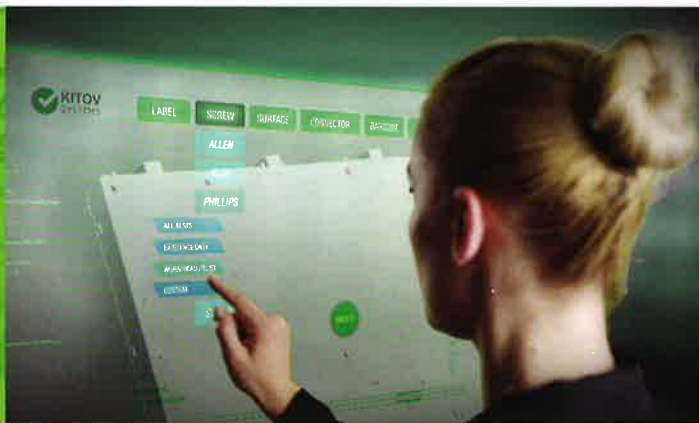 KITOV
SYSTEMS
LABEL
SCREW
SURFACE
CONNECTOR
BARCODE
ALLEN
PHILLIPS
ALL TESTS
EXISTENCE ONLY
CUSTOM